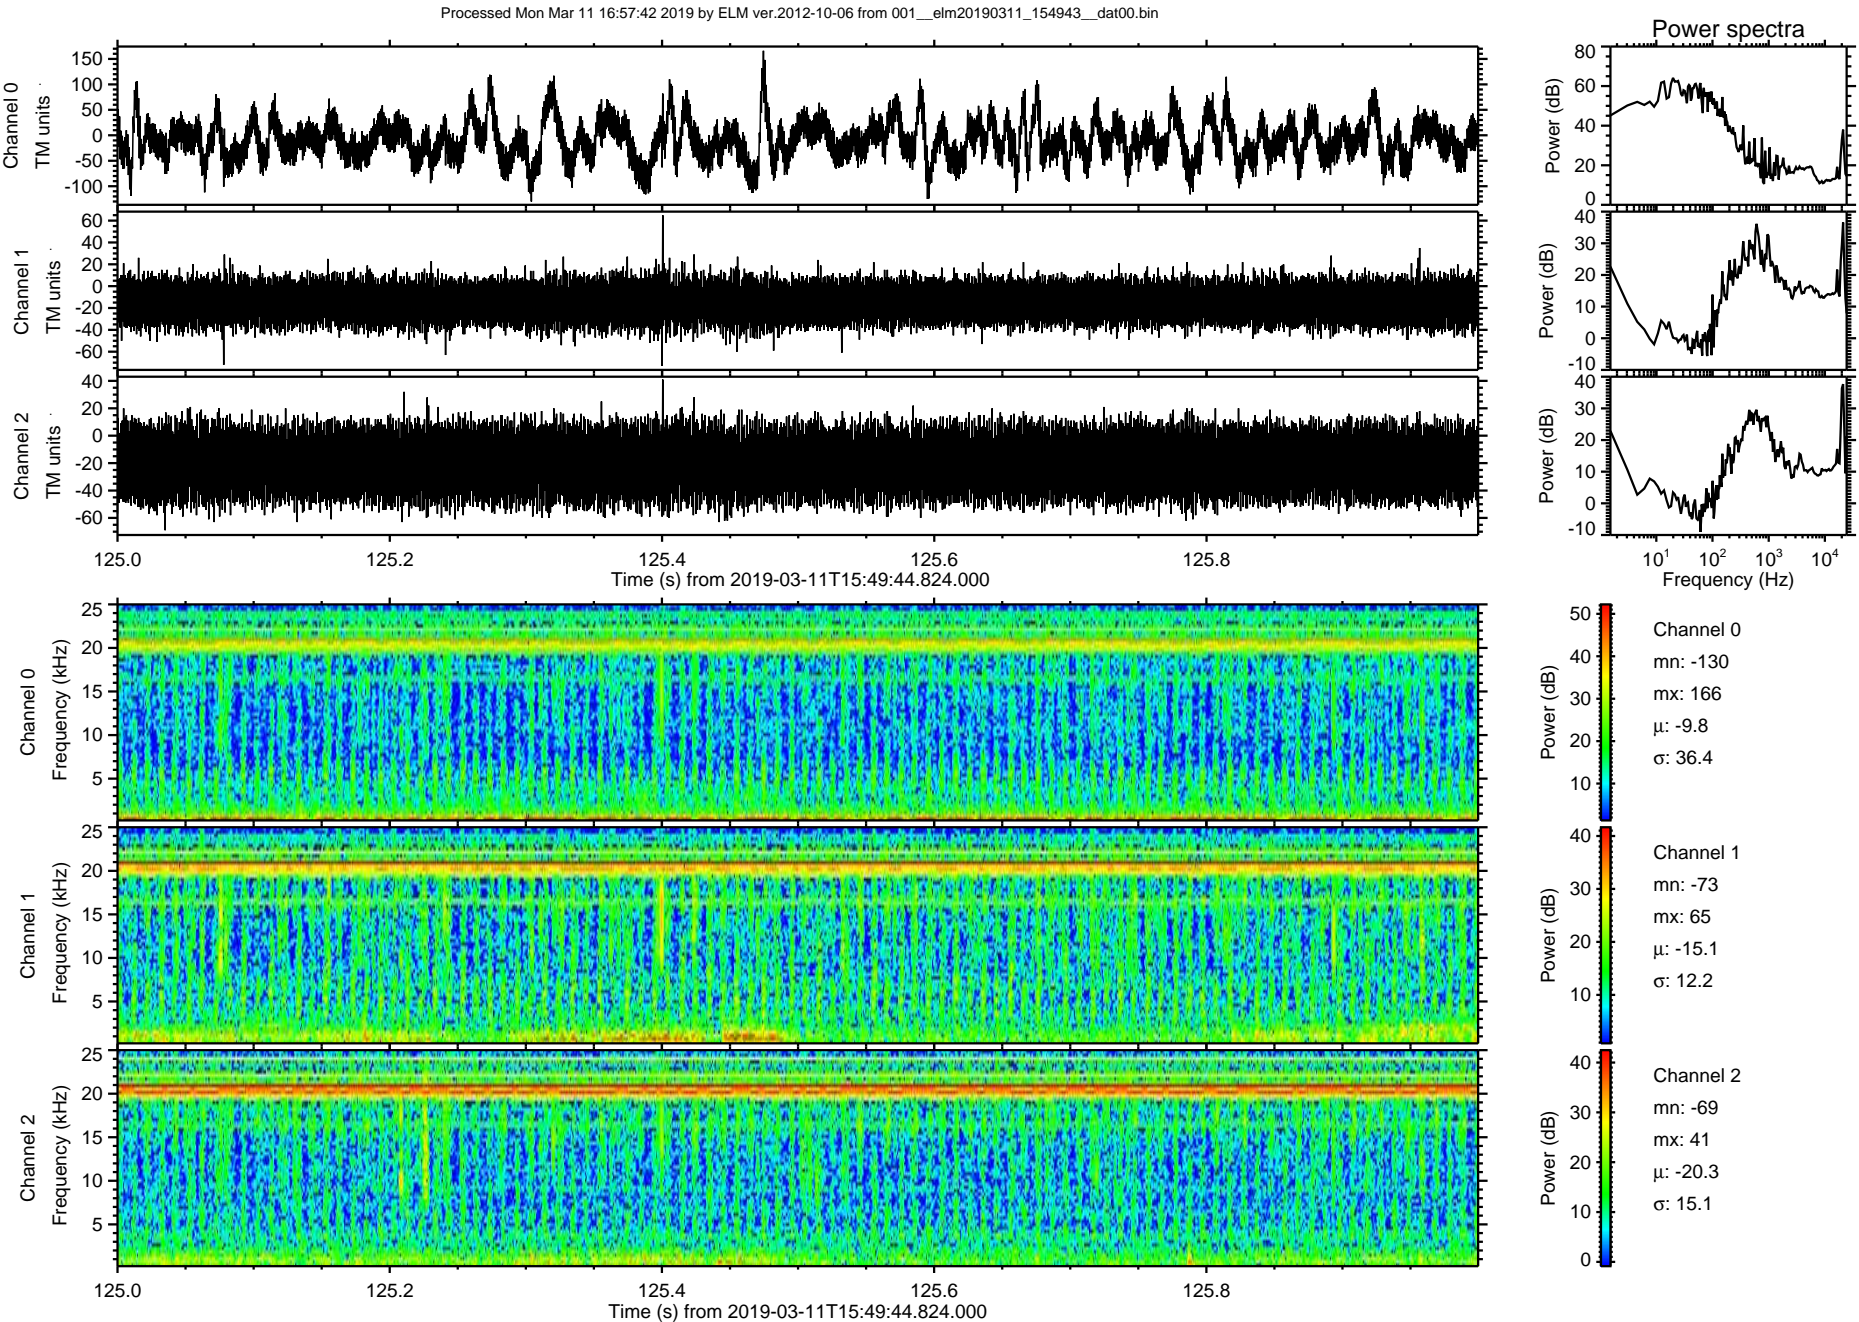 Processed Mon Mar 11 16:57:42 2019 by ELM ver.2012-10-06 from 001__elm20190311_154943__dat00.bin
Power spectra
Channel 0
TM units
150
100
50
0
-50
-100
Power (dB)
80
60
40
20
0
Channel 1
TM units
60
40
20
0
-20
-40
-60
Power (dB)
40
30
20
10
0
-10
Channel 2
TM units
40
20
0
-20
-40
-60
Power (dB)
40
30
20
10
0
-10
125.0 125.2 125.4 125.6 125.8
Time (s) from 2019-03-11T15:49:44.824.000
10¹ 10² 10³ 10⁴
Frequency (Hz)
Channel 0
Frequency (kHz)
25
20
15
10
5
Power (dB)
50
40
30
20
10
Channel 0
mn: -130
mx: 166
μ: -9.8
σ: 36.4
Channel 1
Frequency (kHz)
25
20
15
10
5
Power (dB)
40
30
20
10
Channel 1
mn: -73
mx: 65
μ: -15.1
σ: 12.2
Channel 2
Frequency (kHz)
25
20
15
10
5
Power (dB)
40
30
20
10
0
Channel 2
mn: -69
mx: 41
μ: -20.3
σ: 15.1
125.0 125.2 125.4 125.6 125.8
Time (s) from 2019-03-11T15:49:44.824.000